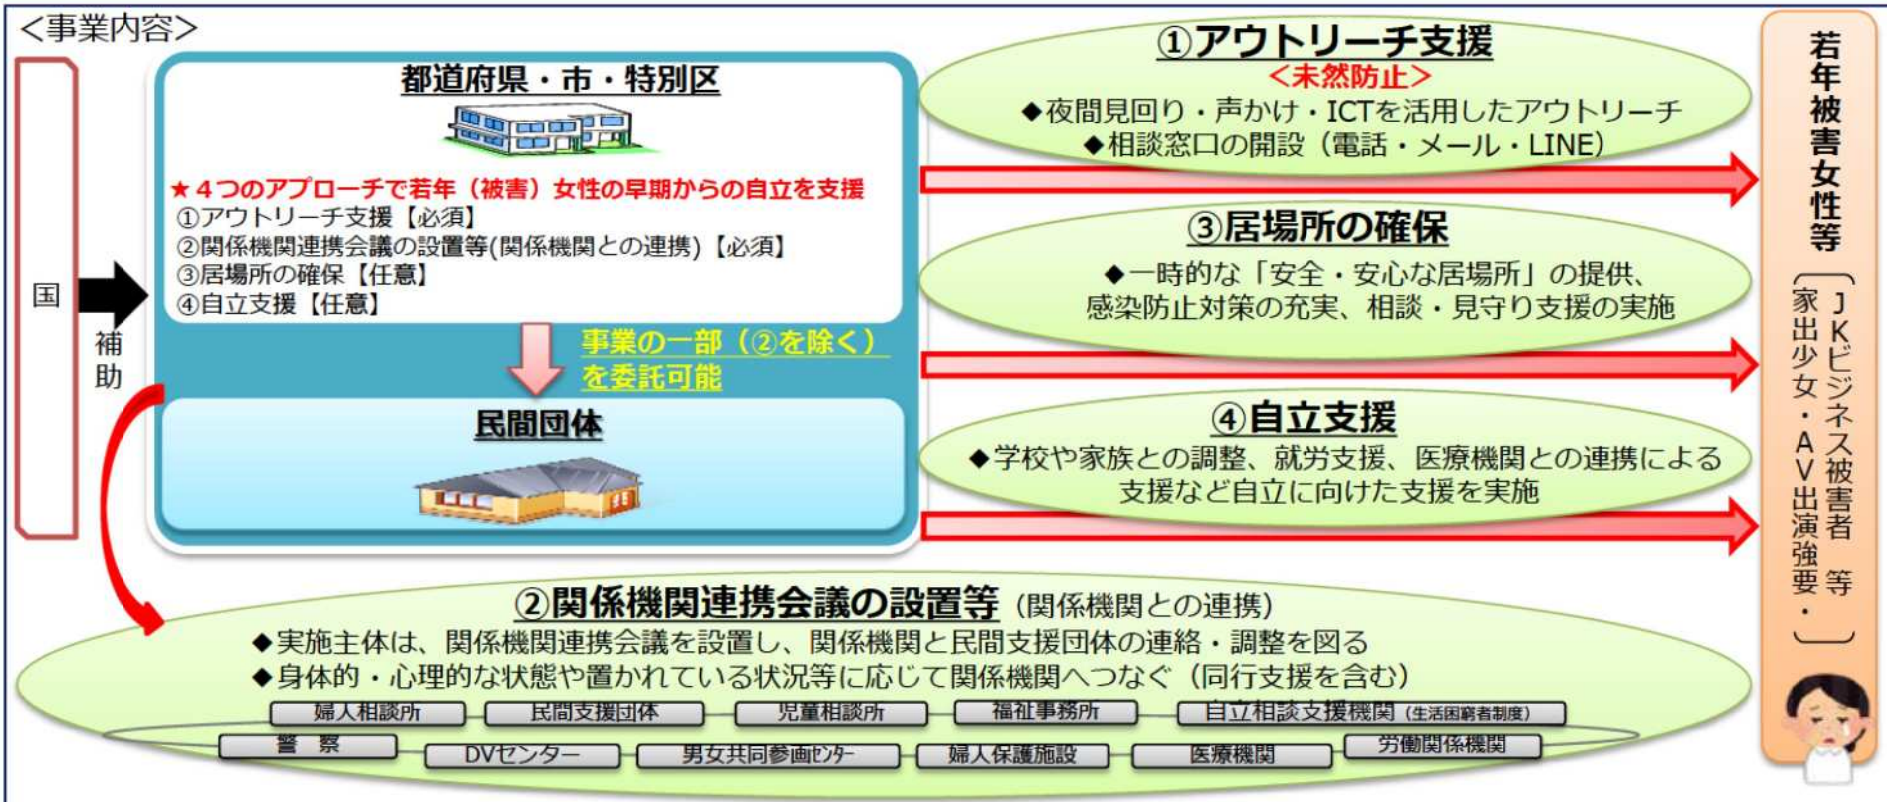 ＜事業内容＞
国
補助
都道府県・市・特別区
★４つのアプローチで若年（被害）女性の早期からの自立を支援
①アウトリーチ支援【必須】
②関係機関連携会議の設置等(関係機関との連携)【必須】
③居場所の確保【任意】
④自立支援【任意】
事業の一部（②を除く）
を委託可能
民間団体
①アウトリーチ支援
＜未然防止＞
◆夜間見回り・声かけ・ICTを活用したアウトリーチ
◆相談窓口の開設（電話・メール・LINE）
③居場所の確保
◆一時的な「安全・安心な居場所」の提供、
感染防止対策の充実、相談・見守り支援の実施
④自立支援
◆学校や家族との調整、就労支援、医療機関との連携による
支援など自立に向けた支援を実施
②関係機関連携会議の設置等（関係機関との連携）
◆実施主体は、関係機関連携会議を設置し、関係機関と民間支援団体の連絡・調整を図る
◆身体的・心理的な状態や置かれている状況等に応じて関係機関へつなぐ（同行支援を含む）
婦人相談所
民間支援団体
児童相談所
福祉事務所
自立相談支援機関（生活困窮者制度）
警　察
DVセンター
男女共同参画ｾﾝﾀｰ
婦人保護施設
医療機関
労働関係機関
若年被害女性等
ＪＫビジネス被害者　等
家出少女・ＡＶ出演強要・